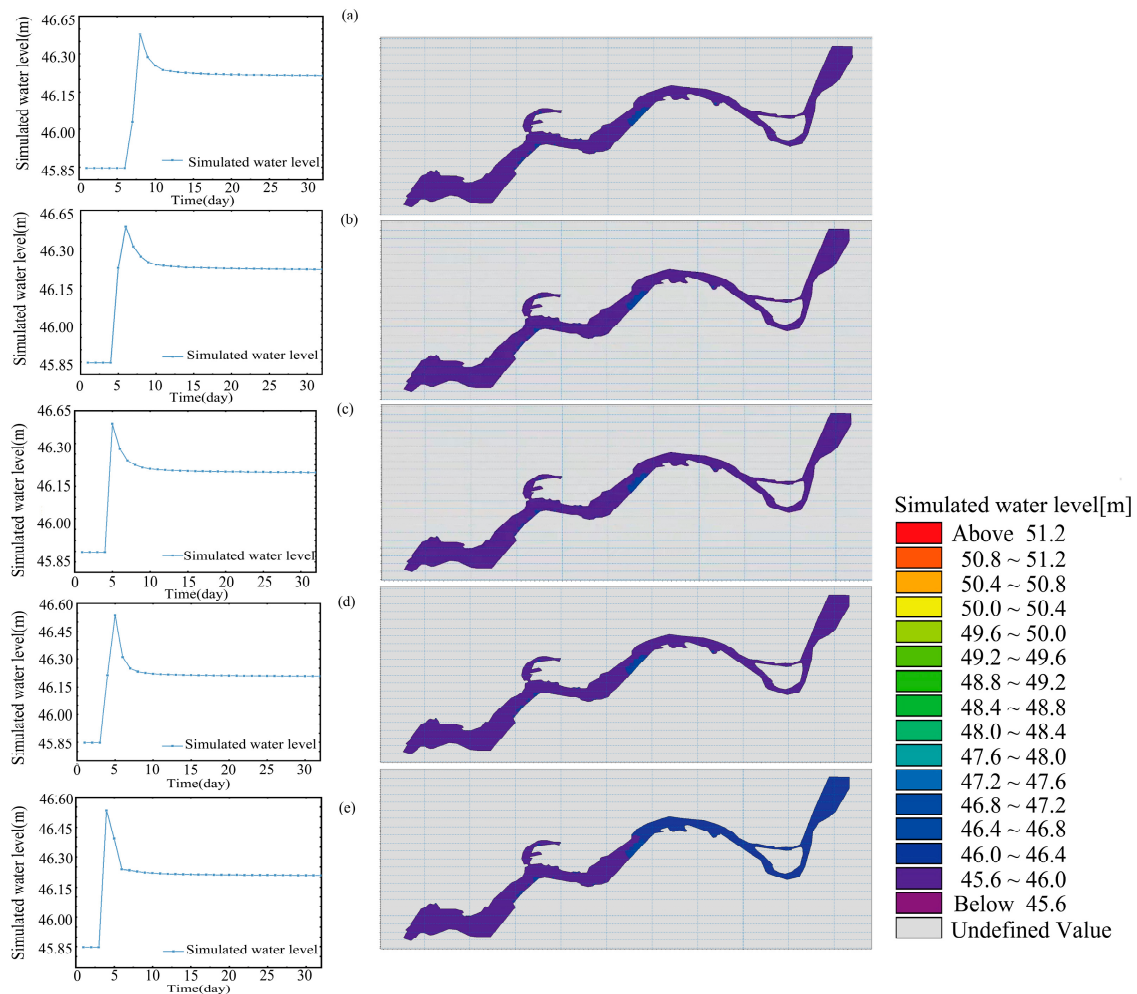 (a)
Simulated water level(m)
46.65
46.30
46.15
46.00
45.85
Simulated water level
0 5 10 15 20 25 30
Time(day)
(b)
Simulated water level(m)
46.65
46.30
46.15
46.00
45.85
Simulated water level
0 5 10 15 20 25 30
Time(day)
(c)
Simulated water level(m)
46.65
46.30
46.15
46.00
45.85
Simulated water level
0 5 10 15 20 25 30
Time(day)
(d)
Simulated water level(m)
46.60
46.45
46.30
46.15
46.00
45.85
Simulated water level
0 5 10 15 20 25 30
Time(day)
(e)
Simulated water level(m)
46.60
46.45
46.30
46.15
46.00
45.85
Simulated water level
0 5 10 15 20 25 30
Time(day)
Simulated water level[m]
Above 51.2
50.8 ~ 51.2
50.4 ~ 50.8
50.0 ~ 50.4
49.6 ~ 50.0
49.2 ~ 49.6
48.8 ~ 49.2
48.4 ~ 48.8
48.0 ~ 48.4
47.6 ~ 48.0
47.2 ~ 47.6
46.8 ~ 47.2
46.4 ~ 46.8
46.0 ~ 46.4
45.6 ~ 46.0
Below 45.6
Undefined Value